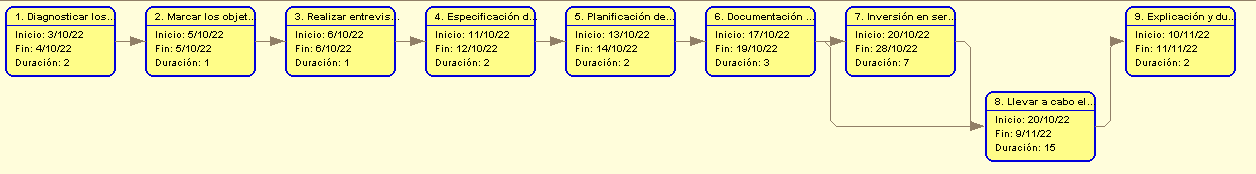 1. Diagnosticar los...
Inicio: 3/10/22
Fin: 4/10/22
Duración: 2
2. Marcar los objet...
Inicio: 5/10/22
Fin: 5/10/22
Duración: 1
3. Realizar entrevis...
Inicio: 6/10/22
Fin: 6/10/22
Duración: 1
4. Especificación d...
Inicio: 11/10/22
Fin: 12/10/22
Duración: 2
5. Planificación de...
Inicio: 13/10/22
Fin: 14/10/22
Duración: 2
6. Documentación ...
Inicio: 17/10/22
Fin: 19/10/22
Duración: 3
7. Inversión en ser...
Inicio: 20/10/22
Fin: 28/10/22
Duración: 7
8. Llevar a cabo el...
Inicio: 20/10/22
Fin: 9/11/22
Duración: 15
9. Explicación y du...
Inicio: 10/11/22
Fin: 11/11/22
Duración: 2